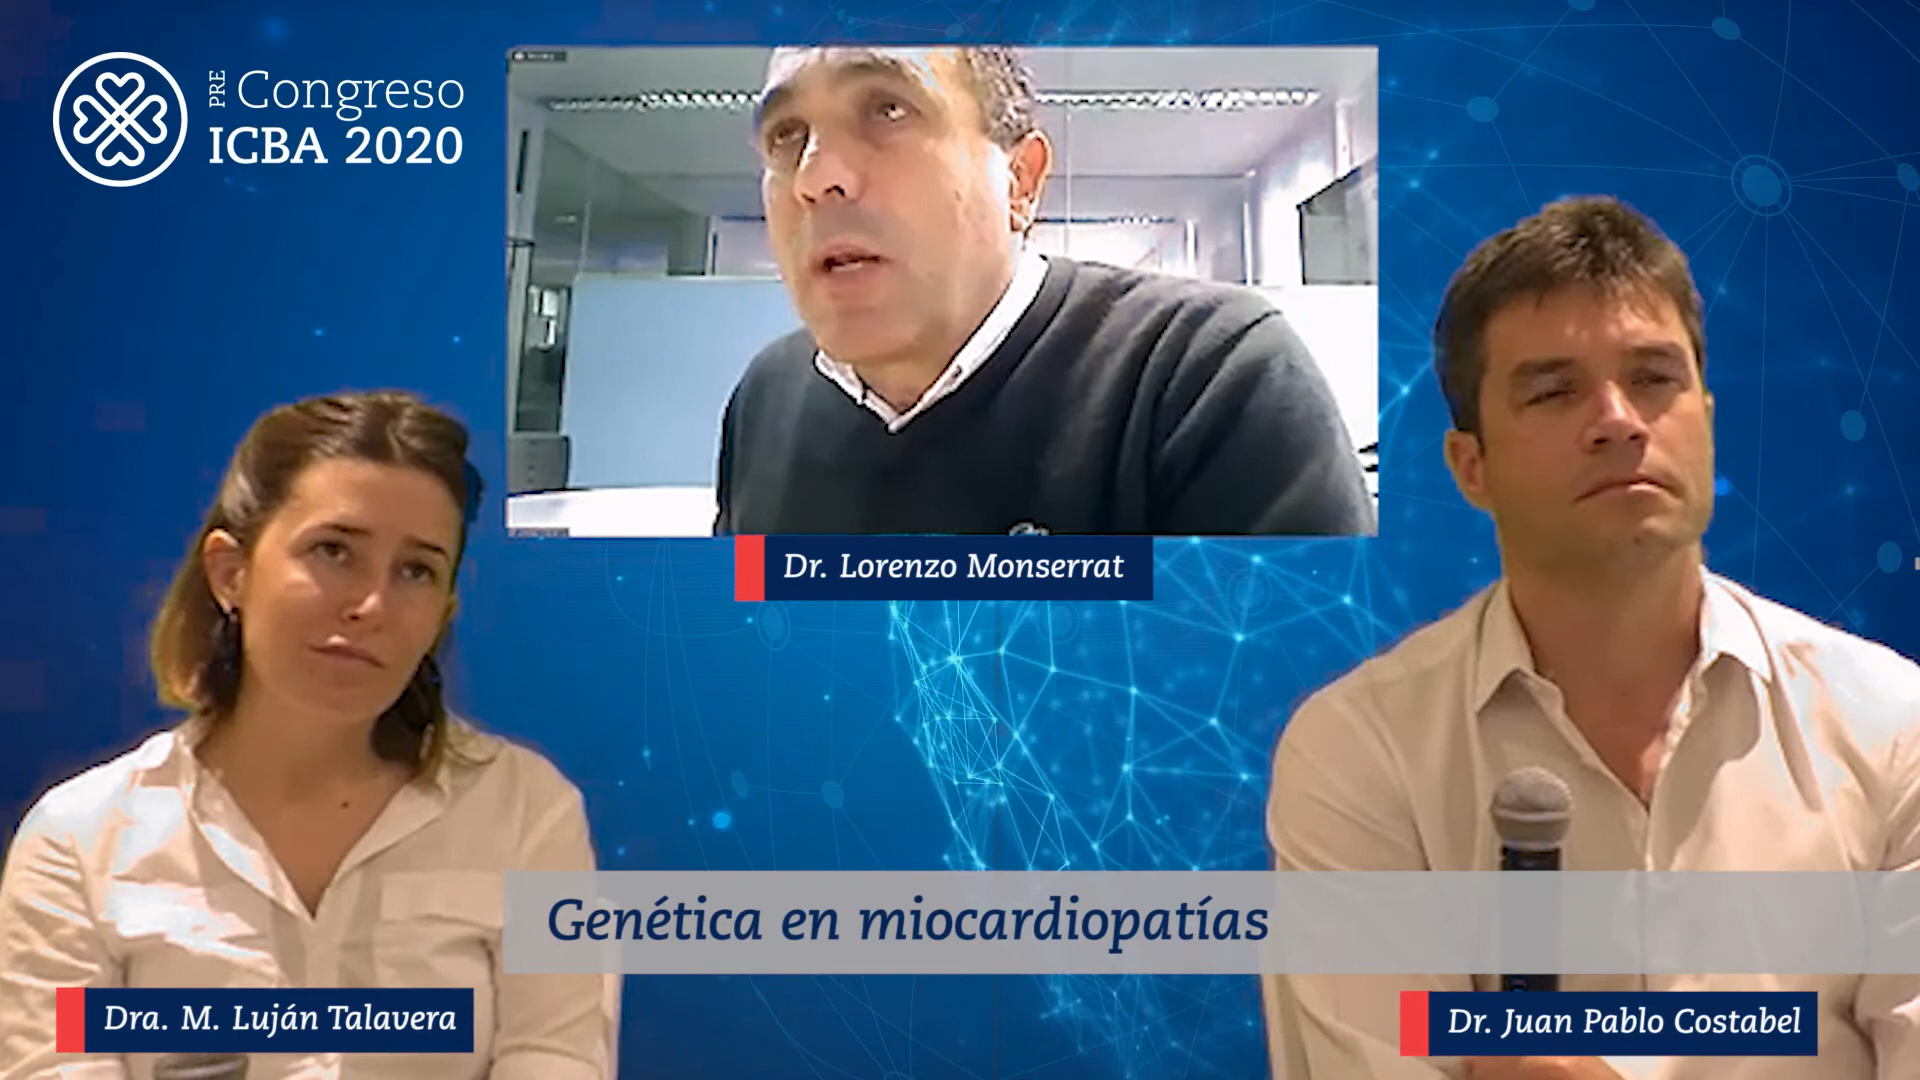 PRE
Congreso
ICBA 2020
Dr. Lorenzo Monserrat
Genética en miocardiopatías
Dra. M. Luján Talavera
Dr. Juan Pablo Costabel